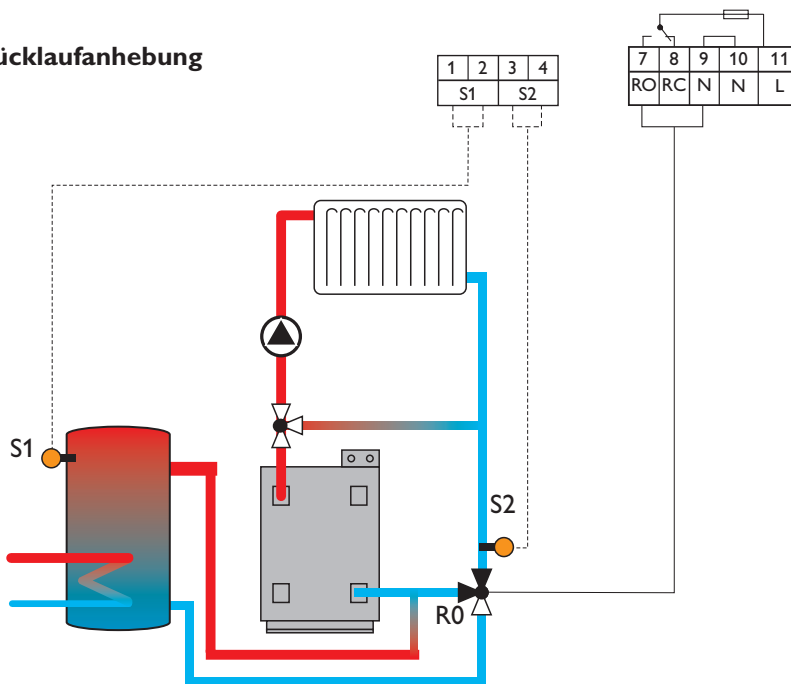 ücklaufanhebung
1 2 3 4
S1 S2
7 8 9 10 11
RO RC N N L
S1
S2
R0